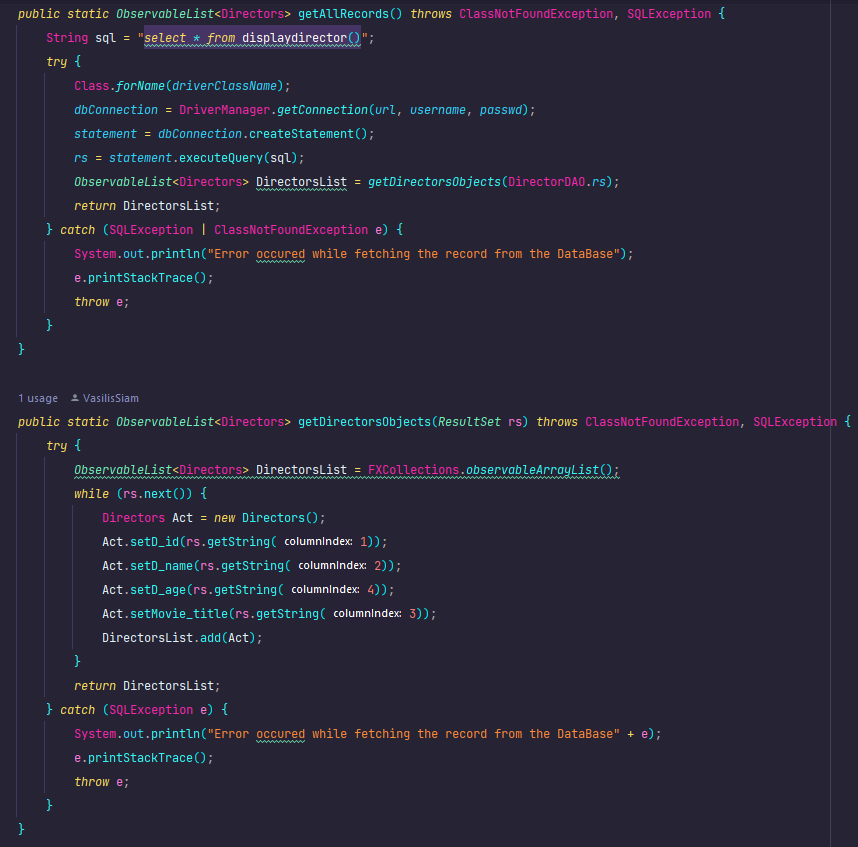 public static ObservableList<Directors> getAllRecords() throws ClassNotFoundException, SQLException {
String sql = "select * from displaydirector()";
try {
Class.forName(driverClassName);
dbConnection = DriverManager.getConnection(url, username, passwd);
statement = dbConnection.createStatement();
rs = statement.executeQuery(sql);
ObservableList<Directors> DirectorsList = getDirectorsObjects(DirectorDAO.rs);
return DirectorsList;
} catch (SQLException | ClassNotFoundException e) {
System.out.println("Error occured while fetching the record from the DataBase");
e.printStackTrace();
throw e;
}
}
1 usage VasilisSiam
public static ObservableList<Directors> getDirectorsObjects(ResultSet rs) throws ClassNotFoundException, SQLException {
try {
ObservableList<Directors> DirectorsList = FXCollections.observableArrayList();
while (rs.next()) {
Directors Act = new Directors();
Act.setD_id(rs.getString( columnIndex: 1));
Act.setD_name(rs.getString( columnIndex: 2));
Act.setD_age(rs.getString( columnIndex: 4));
Act.setMovie_title(rs.getString( columnIndex: 3));
DirectorsList.add(Act);
}
return DirectorsList;
} catch (SQLException e) {
System.out.println("Error occured while fetching the record from the DataBase" + e);
e.printStackTrace();
throw e;
}
}